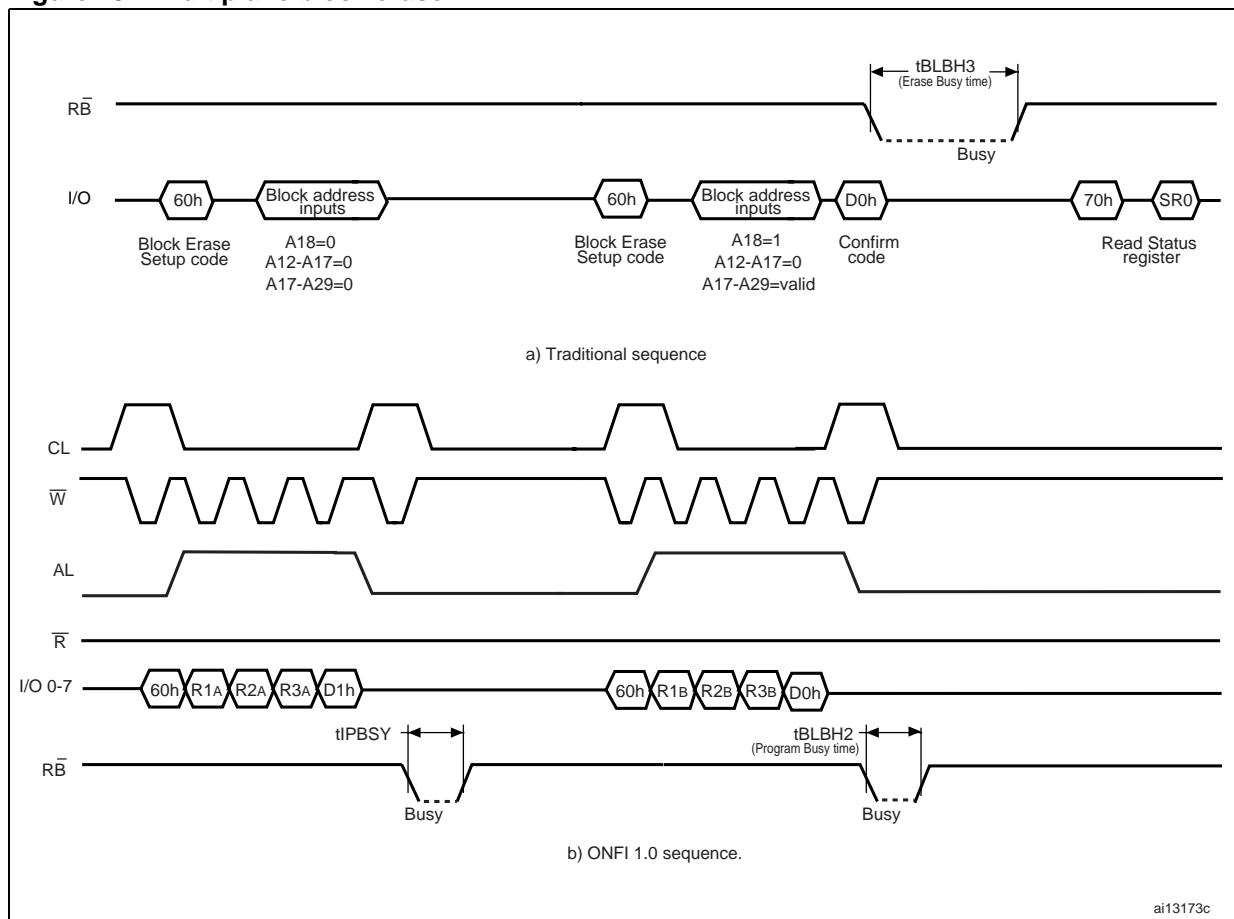 tBLBH3
(Erase Busy time)
RB̅
Busy
I/O
60h
Block address
inputs
60h
Block address
inputs
D0h
70h
SR0
Block Erase
Setup code
A18=0
A12-A17=0
A17-A29=0
Block Erase
Setup code
A18=1
A12-A17=0
A17-A29=valid
Confirm
code
Read Status
register
a) Traditional sequence
CL
W̅
AL
R̅
I/O 0-7
60h R1A R2A R3A D1h
60h R1B R2B R3B D0h
tIPBSY
tBLBH2
(Program Busy time)
RB̅
Busy
Busy
b) ONFI 1.0 sequence.
ai13173c